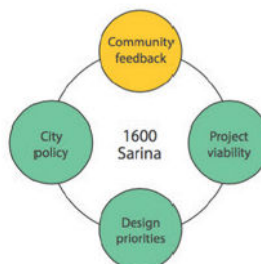 Community
feedback
City
policy
1600
Sarina
Project
viability
Design
priorities